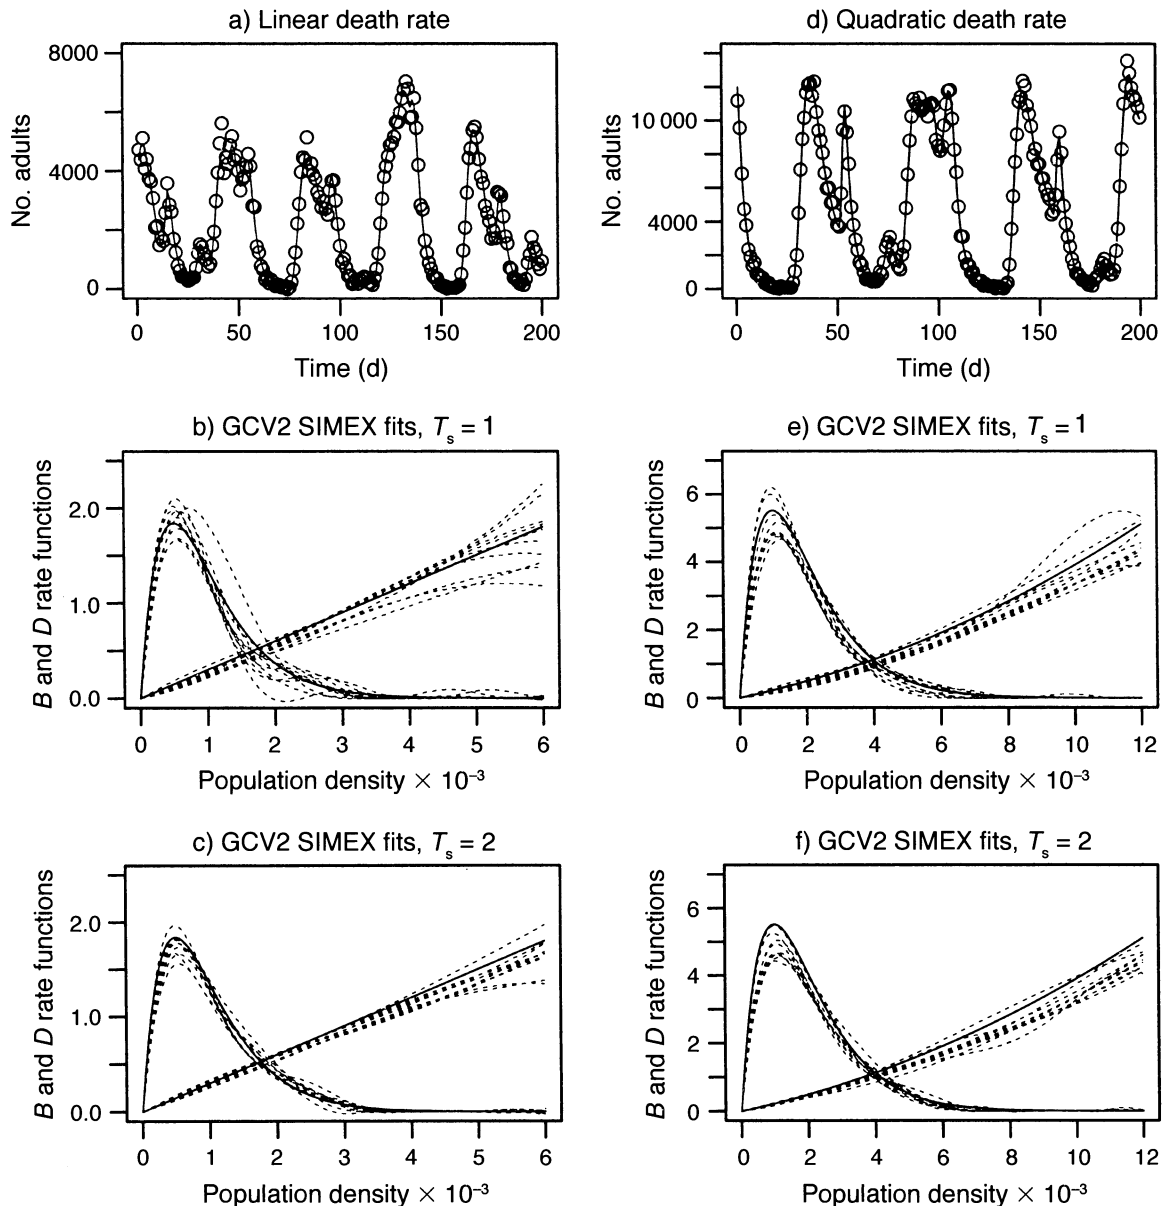 a) Linear death rate
No. adults
8000
4000
0
0 50 100 150 200
Time (d)
d) Quadratic death rate
No. adults
10 000
4000
0
0 50 100 150 200
Time (d)
b) GCV2 SIMEX fits, Ts = 1
B and D rate functions
2.0
1.0
0.0
0 1 2 3 4 5 6
Population density × 10–3
e) GCV2 SIMEX fits, Ts = 1
B and D rate functions
6
4
2
0
0 2 4 6 8 10 12
Population density × 10–3
c) GCV2 SIMEX fits, Ts = 2
B and D rate functions
2.0
1.0
0.0
0 1 2 3 4 5 6
Population density × 10–3
f) GCV2 SIMEX fits, Ts = 2
B and D rate functions
6
4
2
0
0 2 4 6 8 10 12
Population density × 10–3